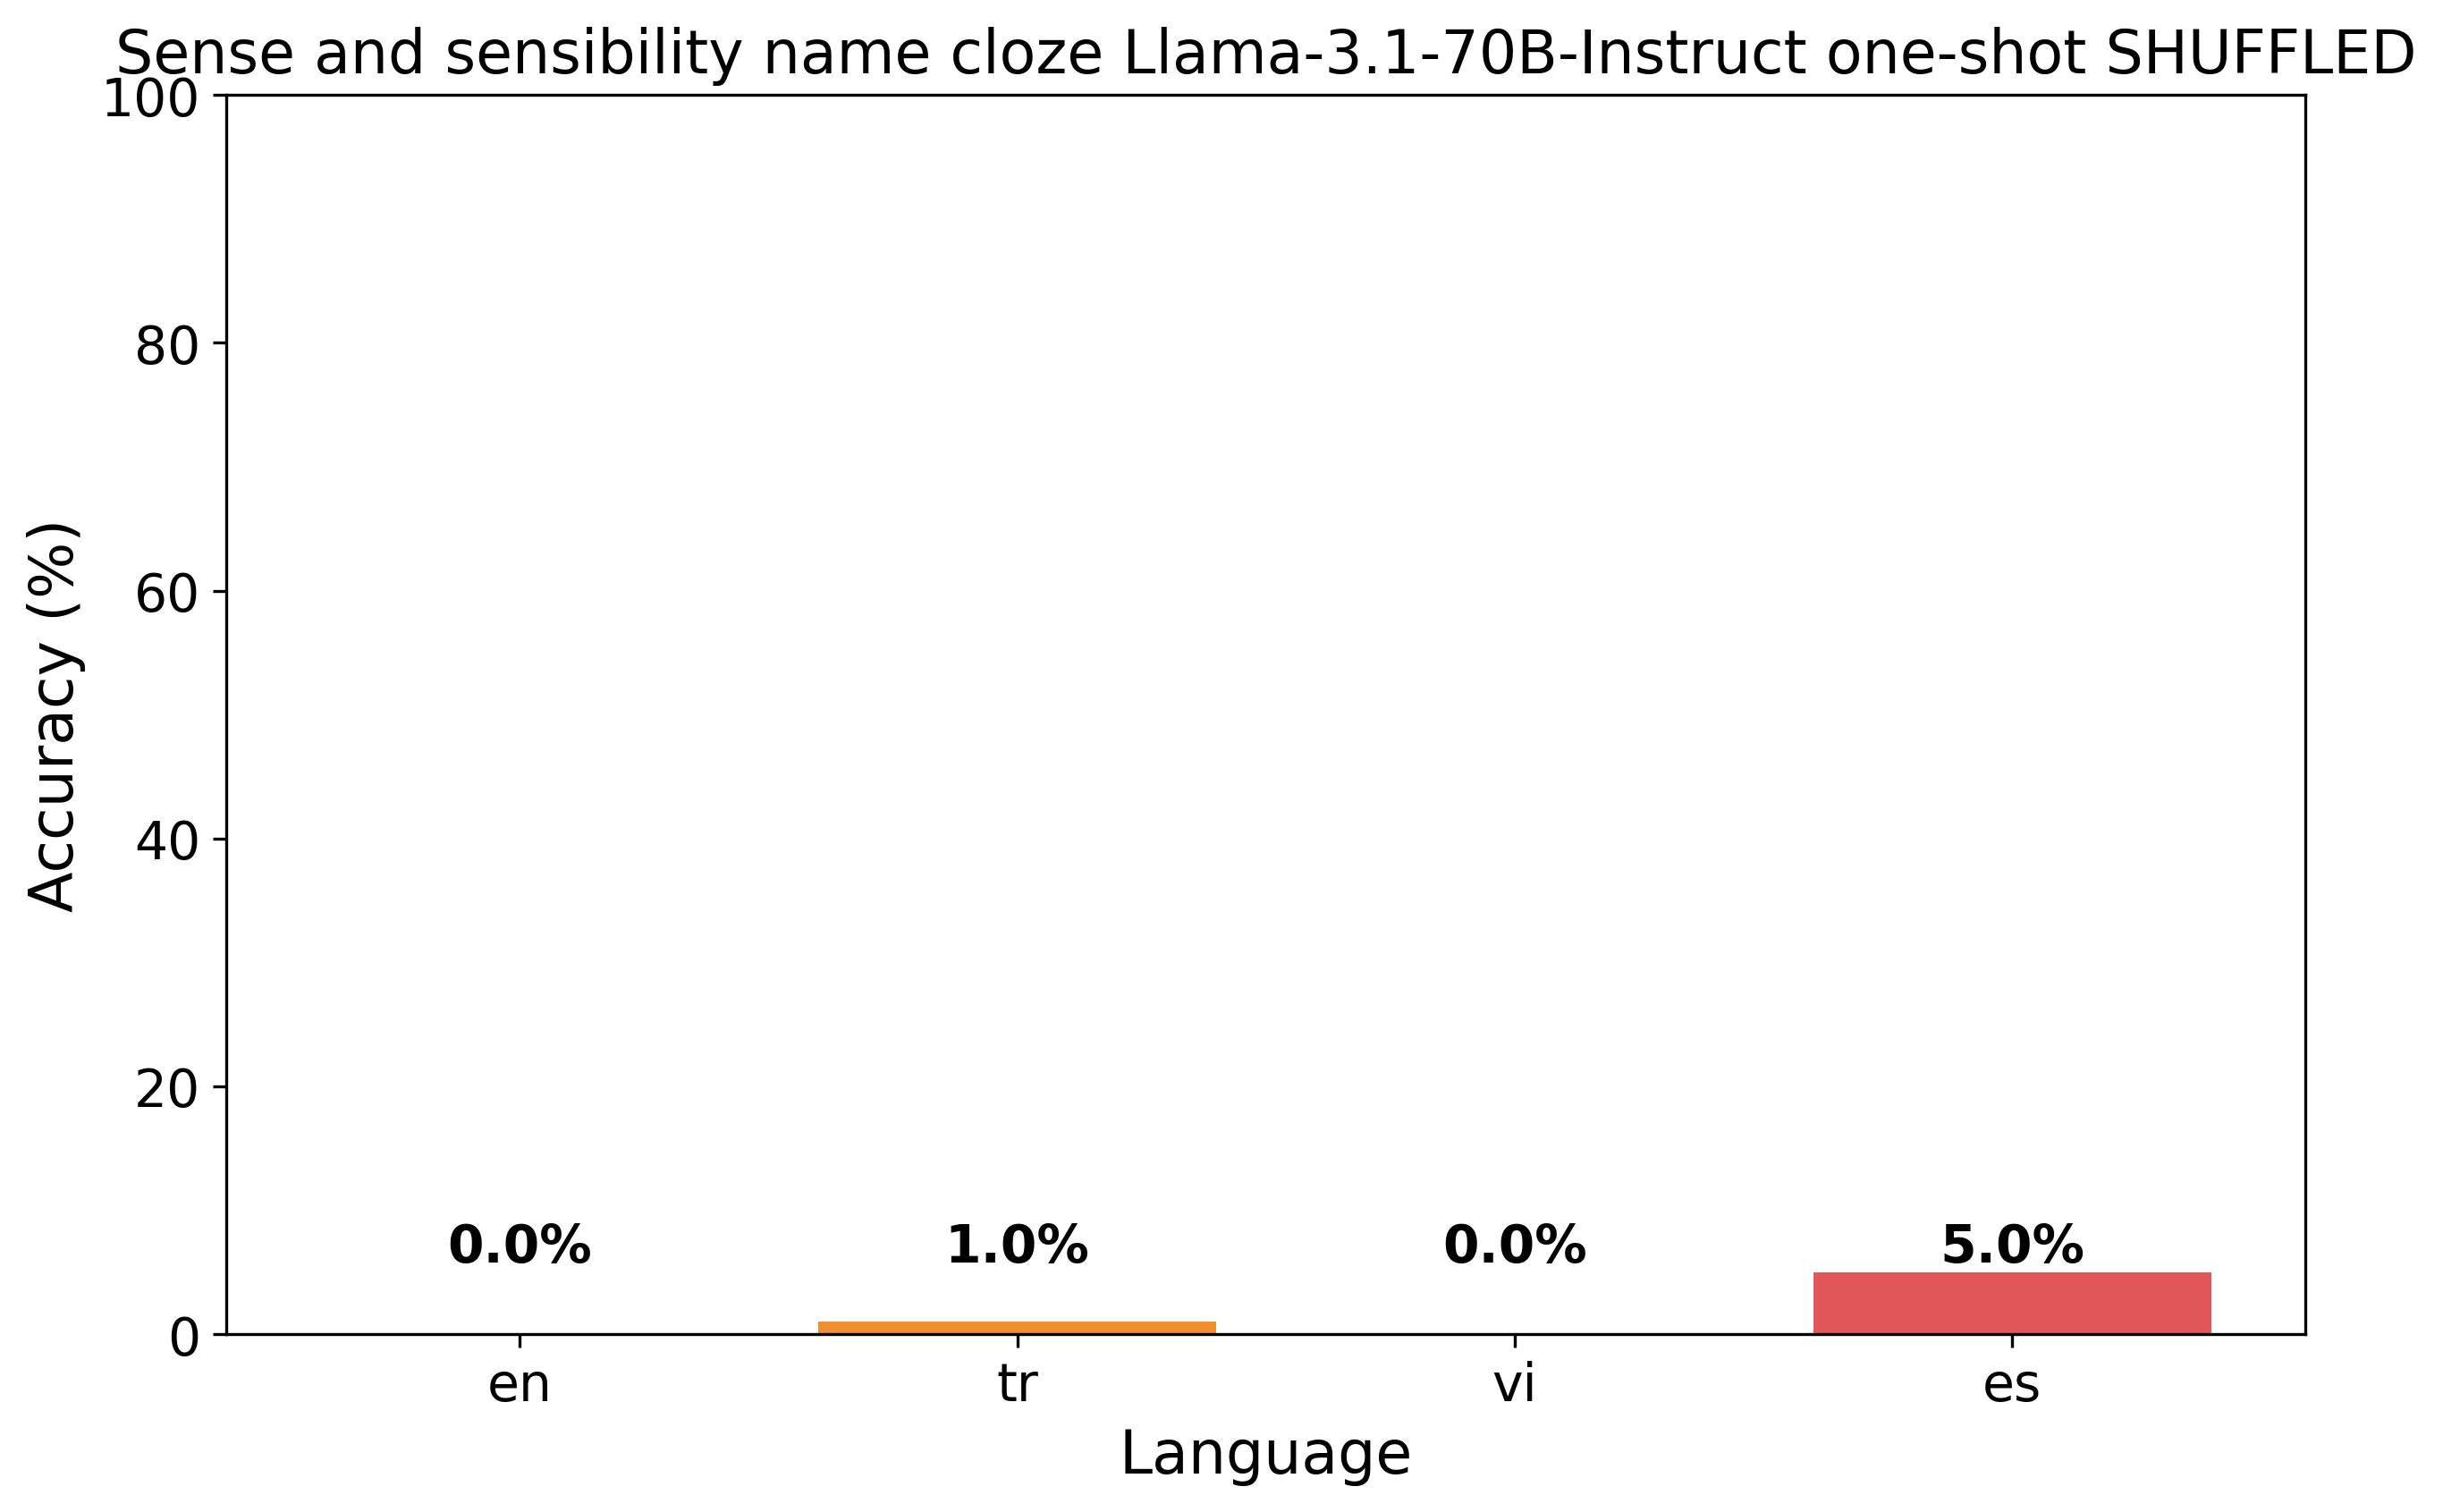 Sense and sensibility name cloze Llama-3.1-70B-Instruct one-shot SHUFFLED
100
80
60
40
20
0
Accuracy (%)
0.0%
1.0%
0.0%
5.0%
en
tr
vi
es
Language